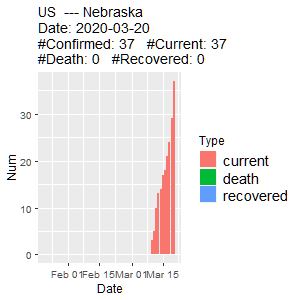 US --- Nebraska
Date: 2020-03-20
#Confirmed: 37 #Current: 37
#Death: 0 #Recovered: 0
30
20
10
0
Num
Feb 01 Feb 15 Mar 01 Mar 15
Date
Type
current
death
recovered